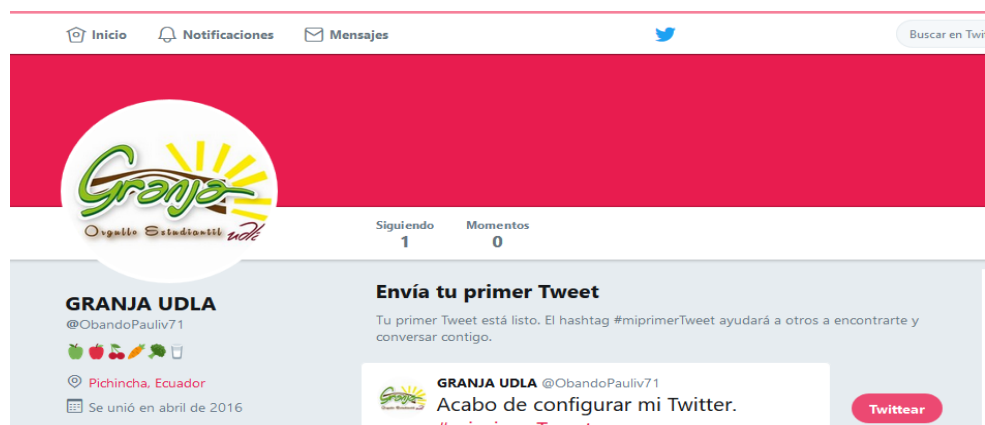 Inicio Notificaciones Mensajes Buscar en Twi
Granja
Orgullo Estudiantil udla
Siguiendo Momentos
1 0
GRANJA UDLA
@ObandoPauliv71
Pichincha, Ecuador
Se unió en abril de 2016
Envía tu primer Tweet
Tu primer Tweet está listo. El hashtag #miprimerTweet ayudará a otros a encontrarte y
conversar contigo.
GRANJA UDLA @ObandoPauliv71
Acabo de configurar mi Twitter.
Twittear